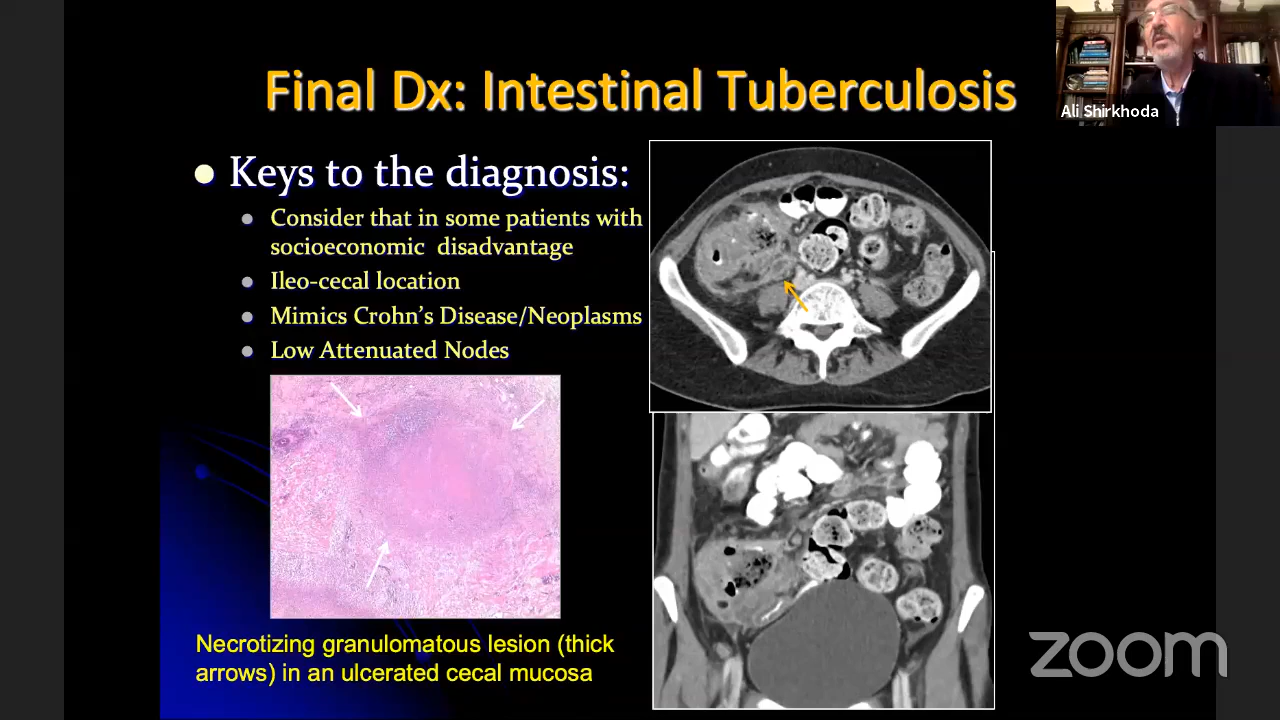 Final Dx: Intestinal Tuberculosis
Ali Shirkhoda
Keys to the diagnosis:
Consider that in some patients with
socioeconomic disadvantage
Ileo-cecal location
Mimics Crohn's Disease/Neoplasms
Low Attenuated Nodes
Necrotizing granulomatous lesion (thick
arrows) in an ulcerated cecal mucosa
zoom